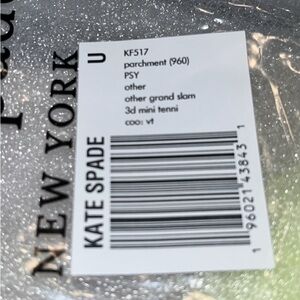 NEW YORK
KATE SPADE
U
KF517
parchment (960)
PSY
other
other grand slam
3d mini tenni
coo: vt
1 96021 43843 1